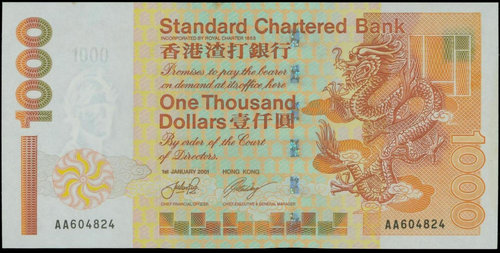 Standard Chartered Bank
INCORPORATED BY ROYAL CHARTER 1853
香港渣打銀行
1000
1000
Promises to pay the bearer
on demand at its office here
One Thousand
Dollars 壹仟圓
By order of the Court
of Directors.
1st JANUARY 2001 HONG KONG
CHIEF FINANCIAL OFFICER CHIEF EXECUTIVE & GENERAL MANAGER
1000
AA604824 AA604824